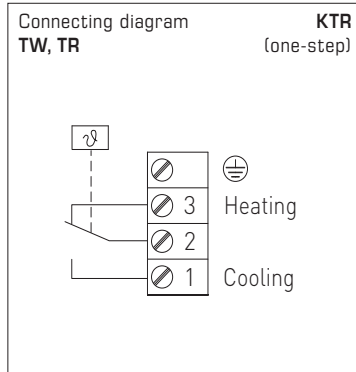 Connecting diagram KTR
TW, TR (one-step)
ϑ
3 Heating
2
1 Cooling